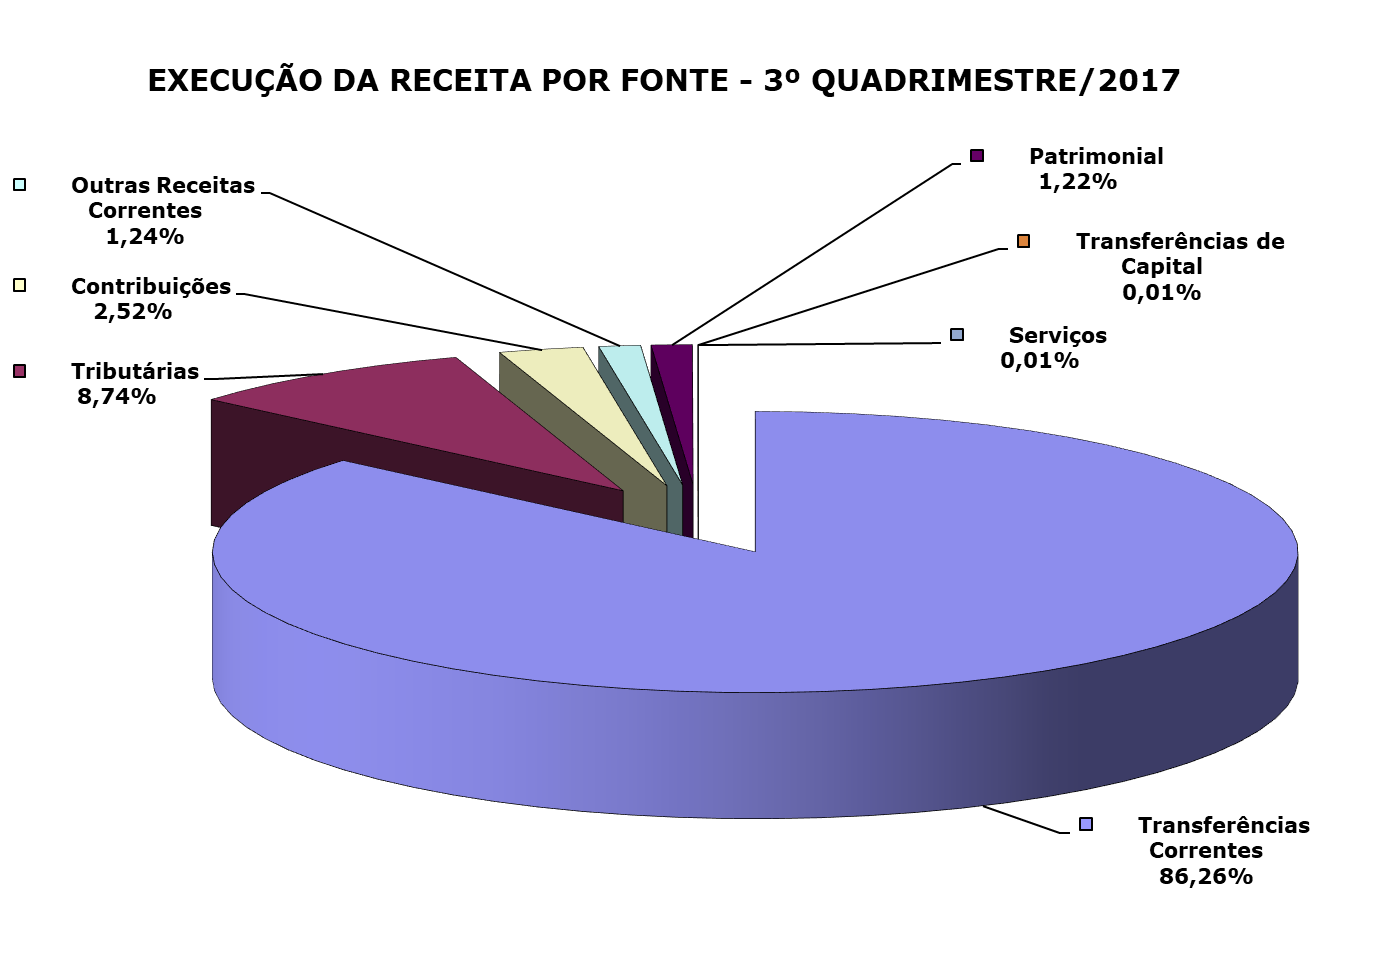 EXECUÇÃO DA RECEITA POR FONTE - 3º QUADRIMESTRE/2017
Patrimonial
1,22%
Outras Receitas
Correntes
1,24%
Transferências de
Capital
0,01%
Contribuições
2,52%
Serviços
0,01%
Tributárias
8,74%
Transferências
Correntes
86,26%